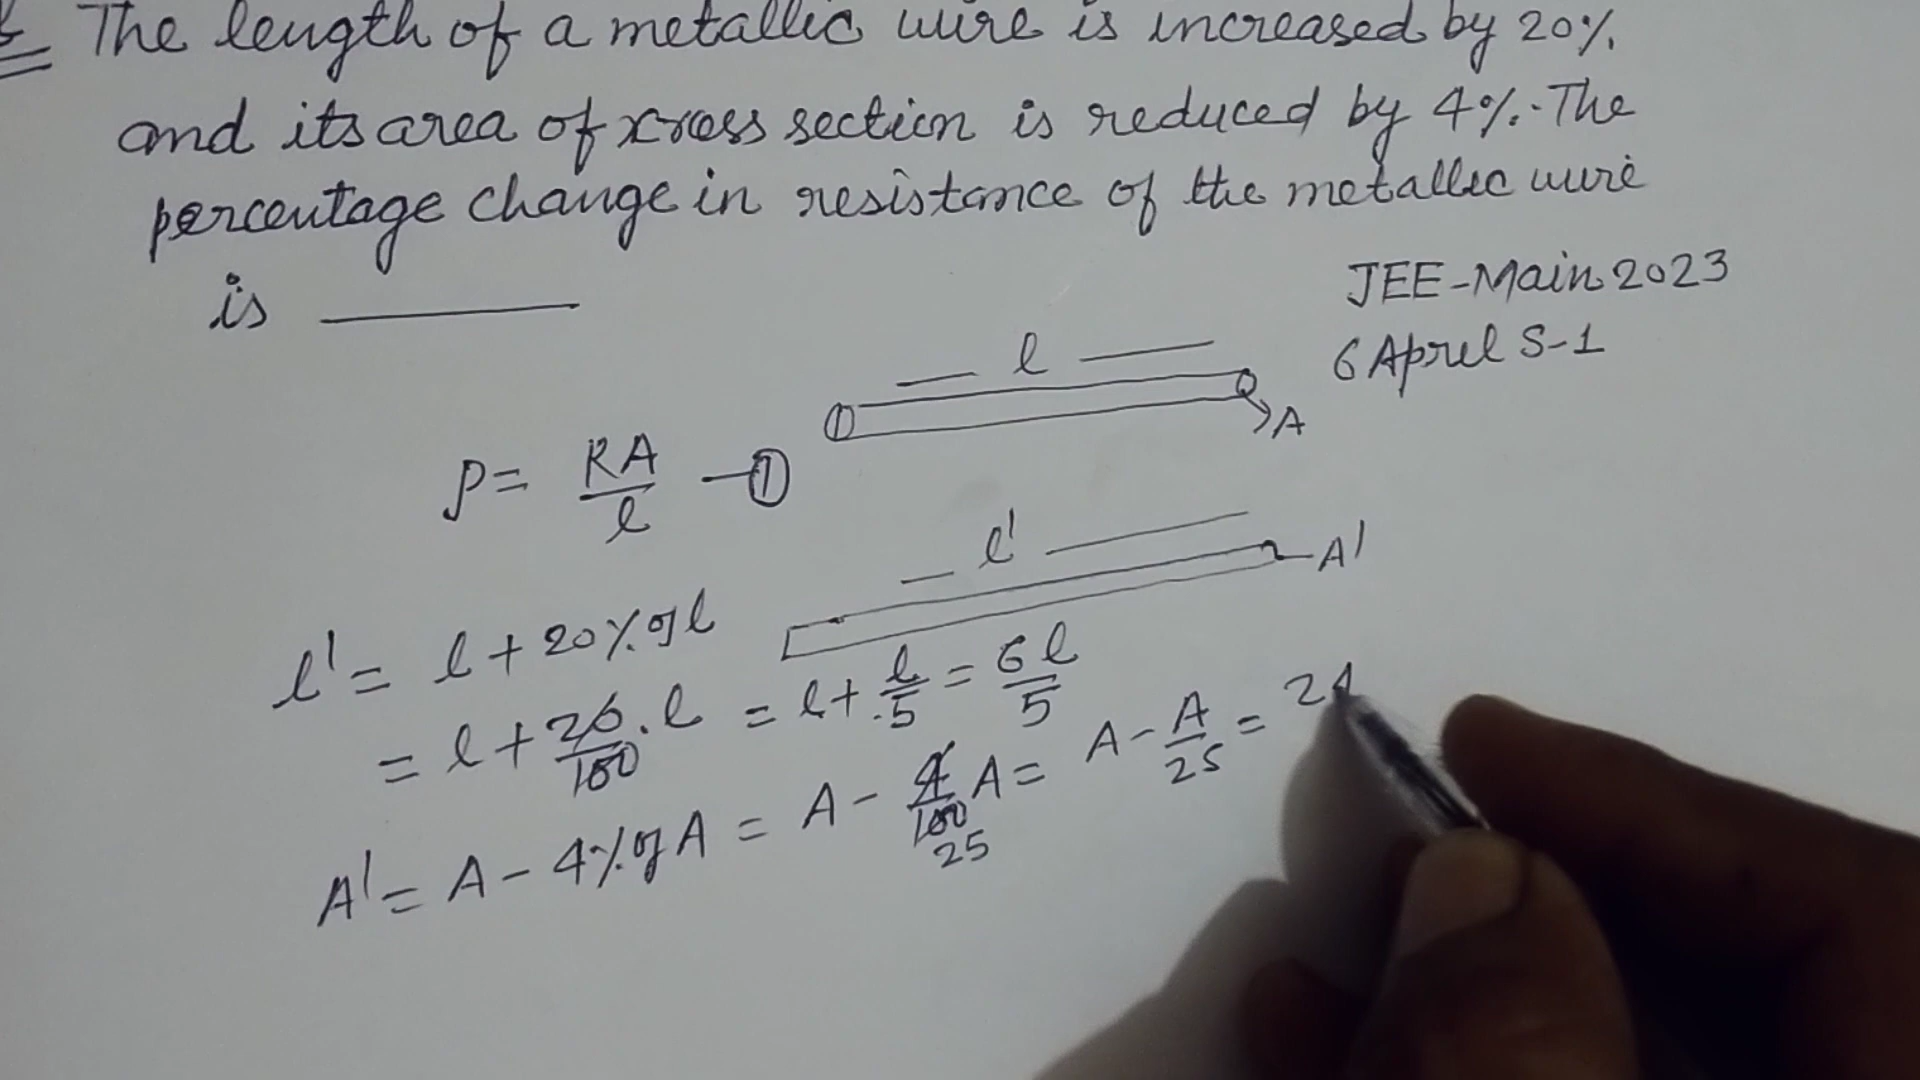 The length of a metallic wire is increased by 20%
and its area of xross section is reduced by 4%. The
percentage change in resistance of the metallic wire
is ______
JEE-Main 2023
6 April S-1
l
A
ρ = RA/l —①
l'
A'
l' = l + 20% of l
= l + 20/100 . l = l + l/5 = 6l/5
A' = A - 4% of A = A - 4/100 A = A - A/25 = 24
25